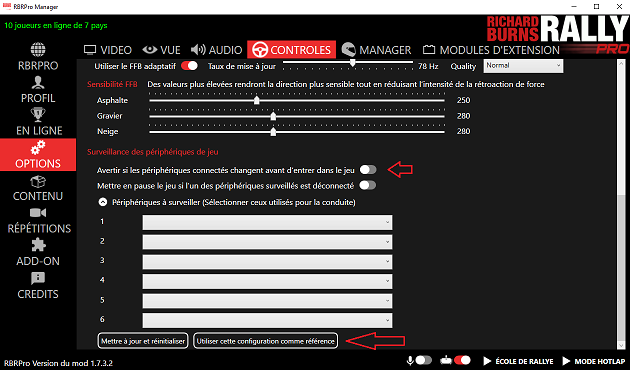 RBRPro Manager
10 joueurs en ligne de 7 pays
RICHARD BURNS RALLY PRO
VIDEO VUE AUDIO CONTROLES MANAGER MODULES D'EXTENSION
RBRPRO
PROFIL
EN LIGNE
OPTIONS
CONTENU
RÉPÉTITIONS
ADD-ON
CREDITS
Utiliser le FFB adaptatif Taux de mise à jour 78 Hz Quality Normal
Sensibilité FFB Des valeurs plus élevées rendront la direction plus sensible tout en réduisant l'intensité de la rétroaction de force
Asphalte 250
Gravier 280
Neige 280
Surveillance des périphériques de jeu
Avertir si les périphériques connectés changent avant d'entrer dans le jeu
Mettre en pause le jeu si l'un des périphériques surveillés est déconnecté
Périphériques à surveiller (Sélectionner ceux utilisés pour la conduite)
1
2
3
4
5
6
Mettre à jour et réinitialiser Utiliser cette configuration comme référence
RBRPro Version du mod 1.7.3.2 ÉCOLE DE RALLYE MODE HOTLAP